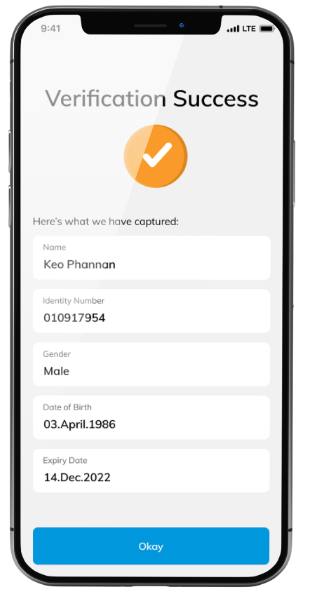 9:41
LTE
Verification Success
Here's what we have captured:
Name
Keo Phannan
Identity Number
010917954
Gender
Male
Date of Birth
03.April.1986
Expiry Date
14.Dec.2022
Okay